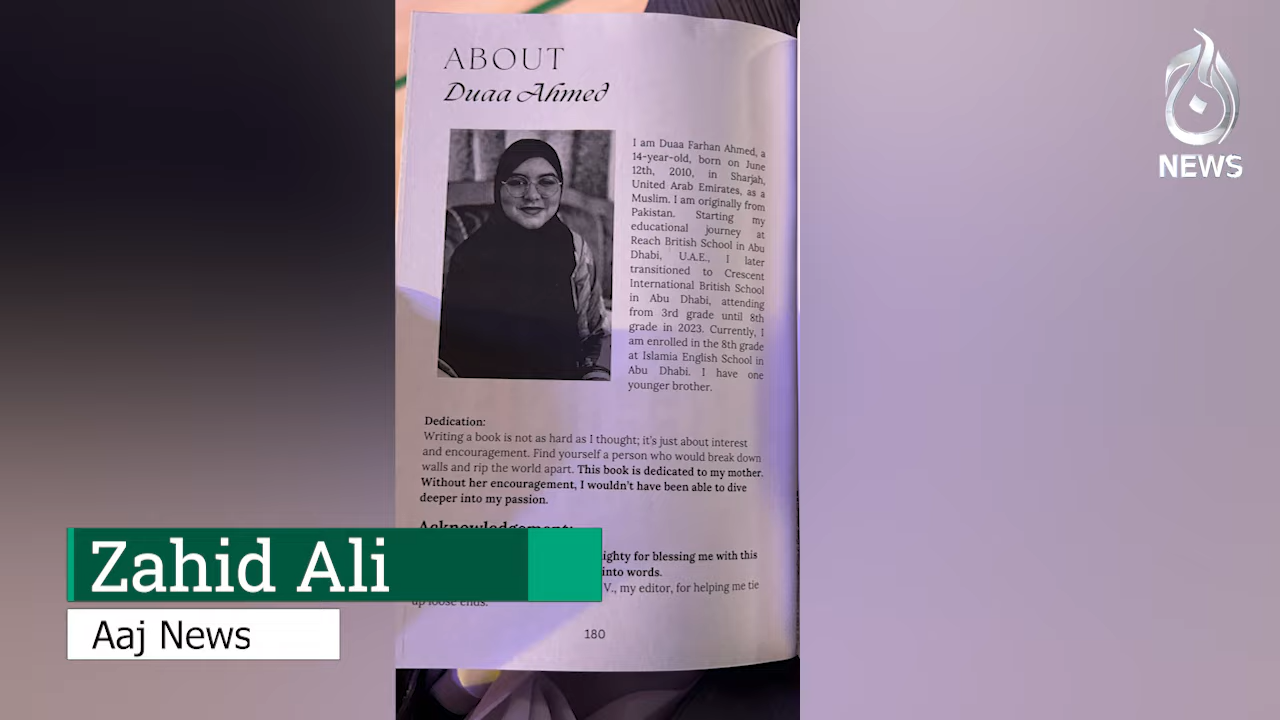 ABOUT
Duaa Ahmed
I am Duaa Farhan Ahmed, a
14-year-old, born on June
12th, 2010, in Sharjah,
United Arab Emirates, as a
Muslim. I am originally from
Pakistan. Starting my
educational journey at
Reach British School in Abu
Dhabi, U.A.E., I later
transitioned to Crescent
International British School
in Abu Dhabi, attending
from 3rd grade until 8th
grade in 2023. Currently, I
am enrolled in the 8th grade
at Islamia English School in
Abu Dhabi. I have one
younger brother.
Dedication:
Writing a book is not as hard as I thought; it's just about interest
and encouragement. Find yourself a person who would break down
walls and rip the world apart. This book is dedicated to my mother.
Without her encouragement, I wouldn't have been able to dive
deeper into my passion.
Acknowledgement:
ighty for blessing me with this
into words.
V., my editor, for helping me tie
up loose ends.
180
Zahid Ali
Aaj News
آج
NEWS